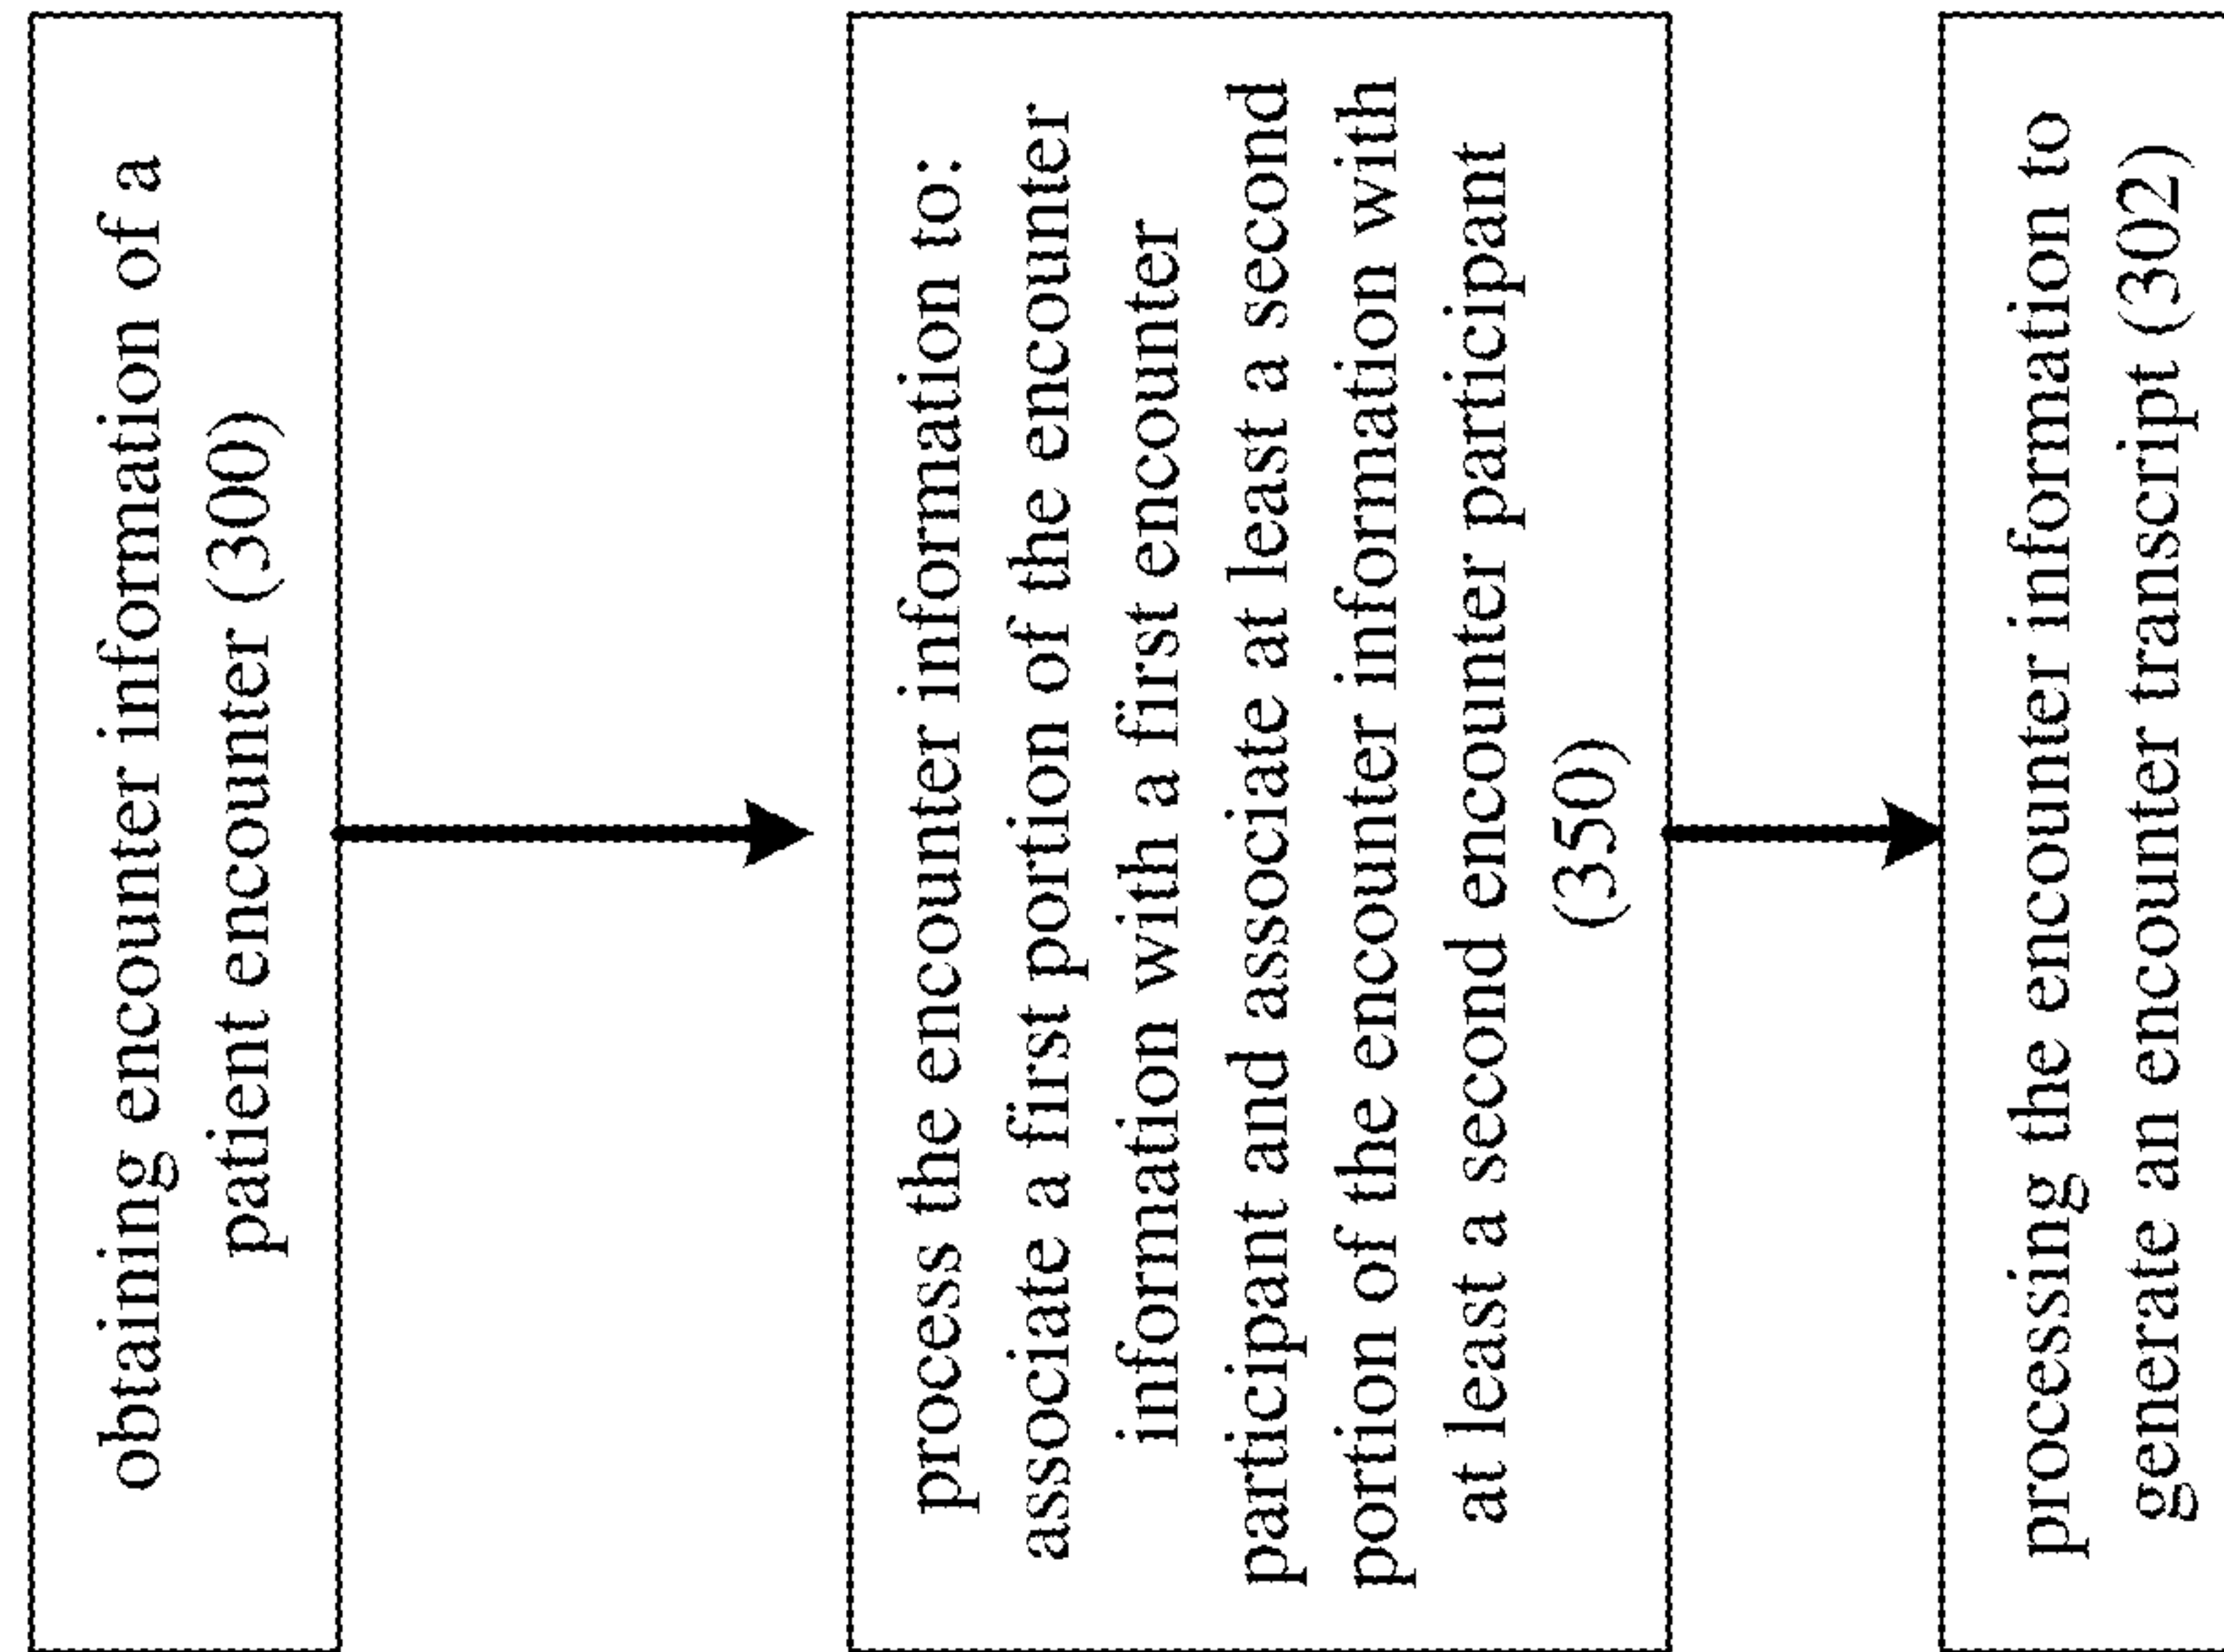 obtaining encounter information of a
patient encounter (300)
process the encounter information to:
associate a first portion of the encounter
information with a first encounter
participant and associate at least a second
portion of the encounter information with
at least a second encounter participant
(350)
processing the encounter information to
generate an encounter transcript (302)